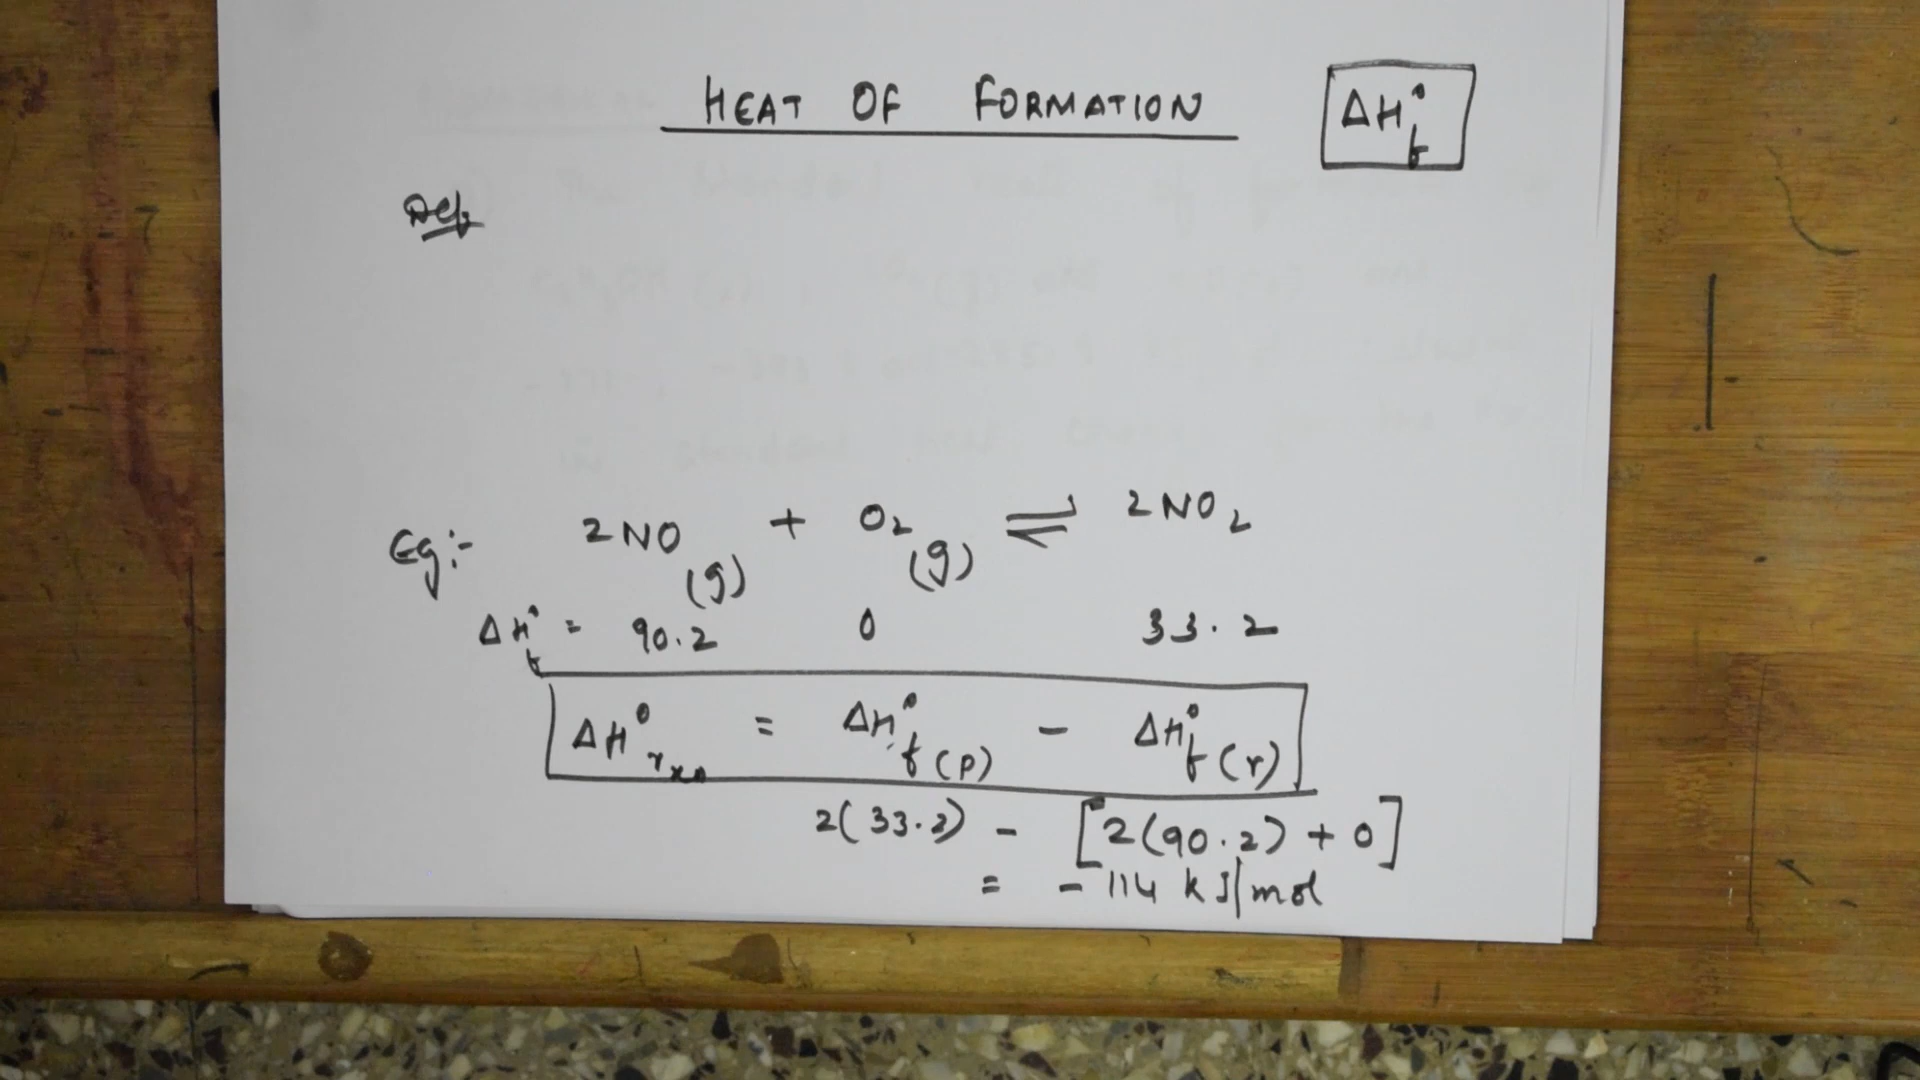 HEAT OF FORMATION ΔH°f
Def
Eg:- 2NO(g) + O₂(g) ⇌ 2NO₂
ΔH°f = 90.2 0 33.2
ΔH°rxn = ΔH°f(p) - ΔH°f(r)
2(33.2) - [2(90.2) + 0]
= -114 kJ/mol